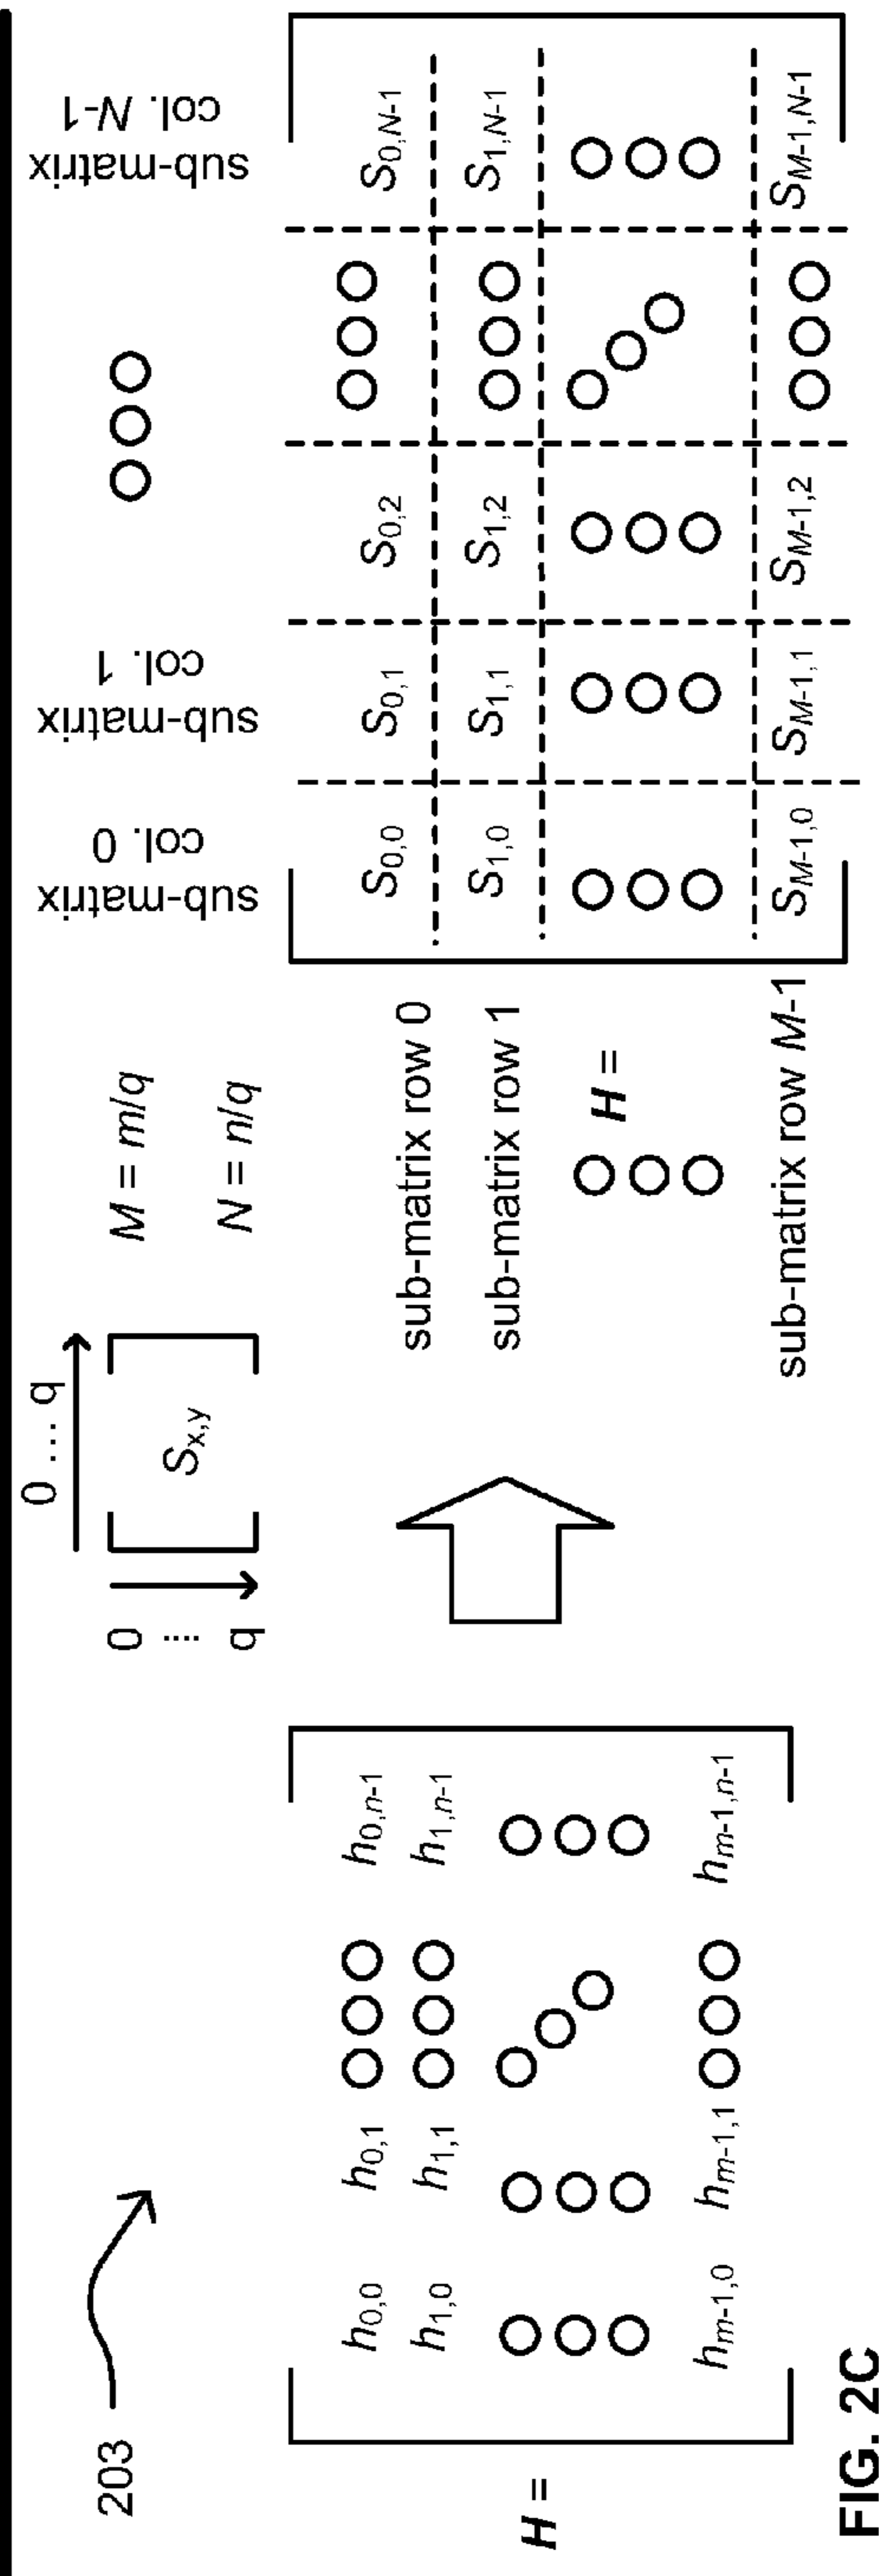 203
H =
h0,0 h0,1 h0,n-1
h1,0 h1,1 h1,n-1
hm-1,0 hm-1,1 hm-1,n-1
0 ... q
0
⋮
q
Sx,y
M = m/q
N = n/q
sub-matrix col. 0
sub-matrix col. 1
sub-matrix col. N-1
sub-matrix row 0
sub-matrix row 1
H =
sub-matrix row M-1
S0,0 S0,1 S0,2 S0,N-1
S1,0 S1,1 S1,2 S1,N-1
SM-1,0 SM-1,1 SM-1,2 SM-1,N-1
FIG. 2C